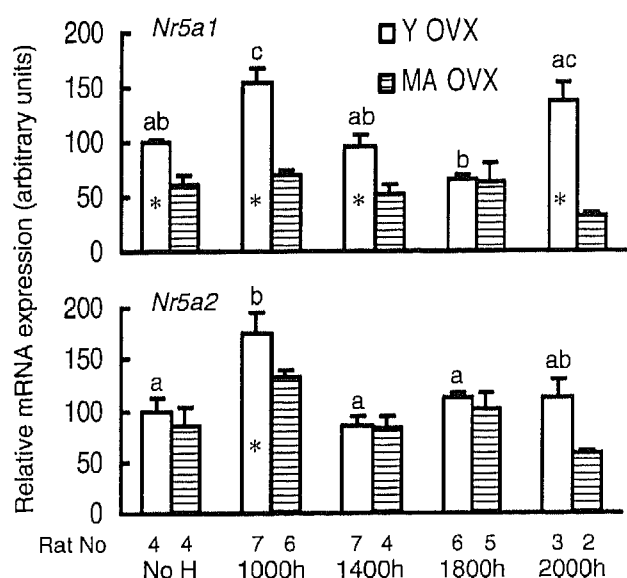 Relative mRNA expression (arbitrary units)
Nr5a1
Y OVX
MA OVX
200
150
100
50
0
ab
c
ab
b
ac
*
*
*
*
Nr5a2
200
150
100
50
0
a
b
a
a
ab
*
Rat No 4 4 7 6 7 4 6 5 3 2
No H 1000h 1400h 1800h 2000h